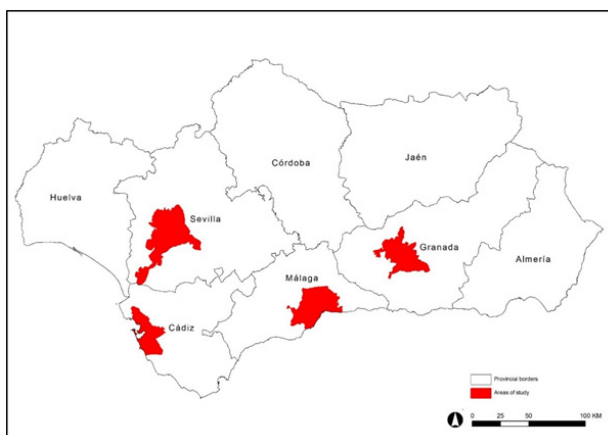 Jaén
Córdoba
Huelva
Sevilla
Granada
Almería
Málaga
Cádiz
Provincial borders
Areas of study
0 25 50 100 KM